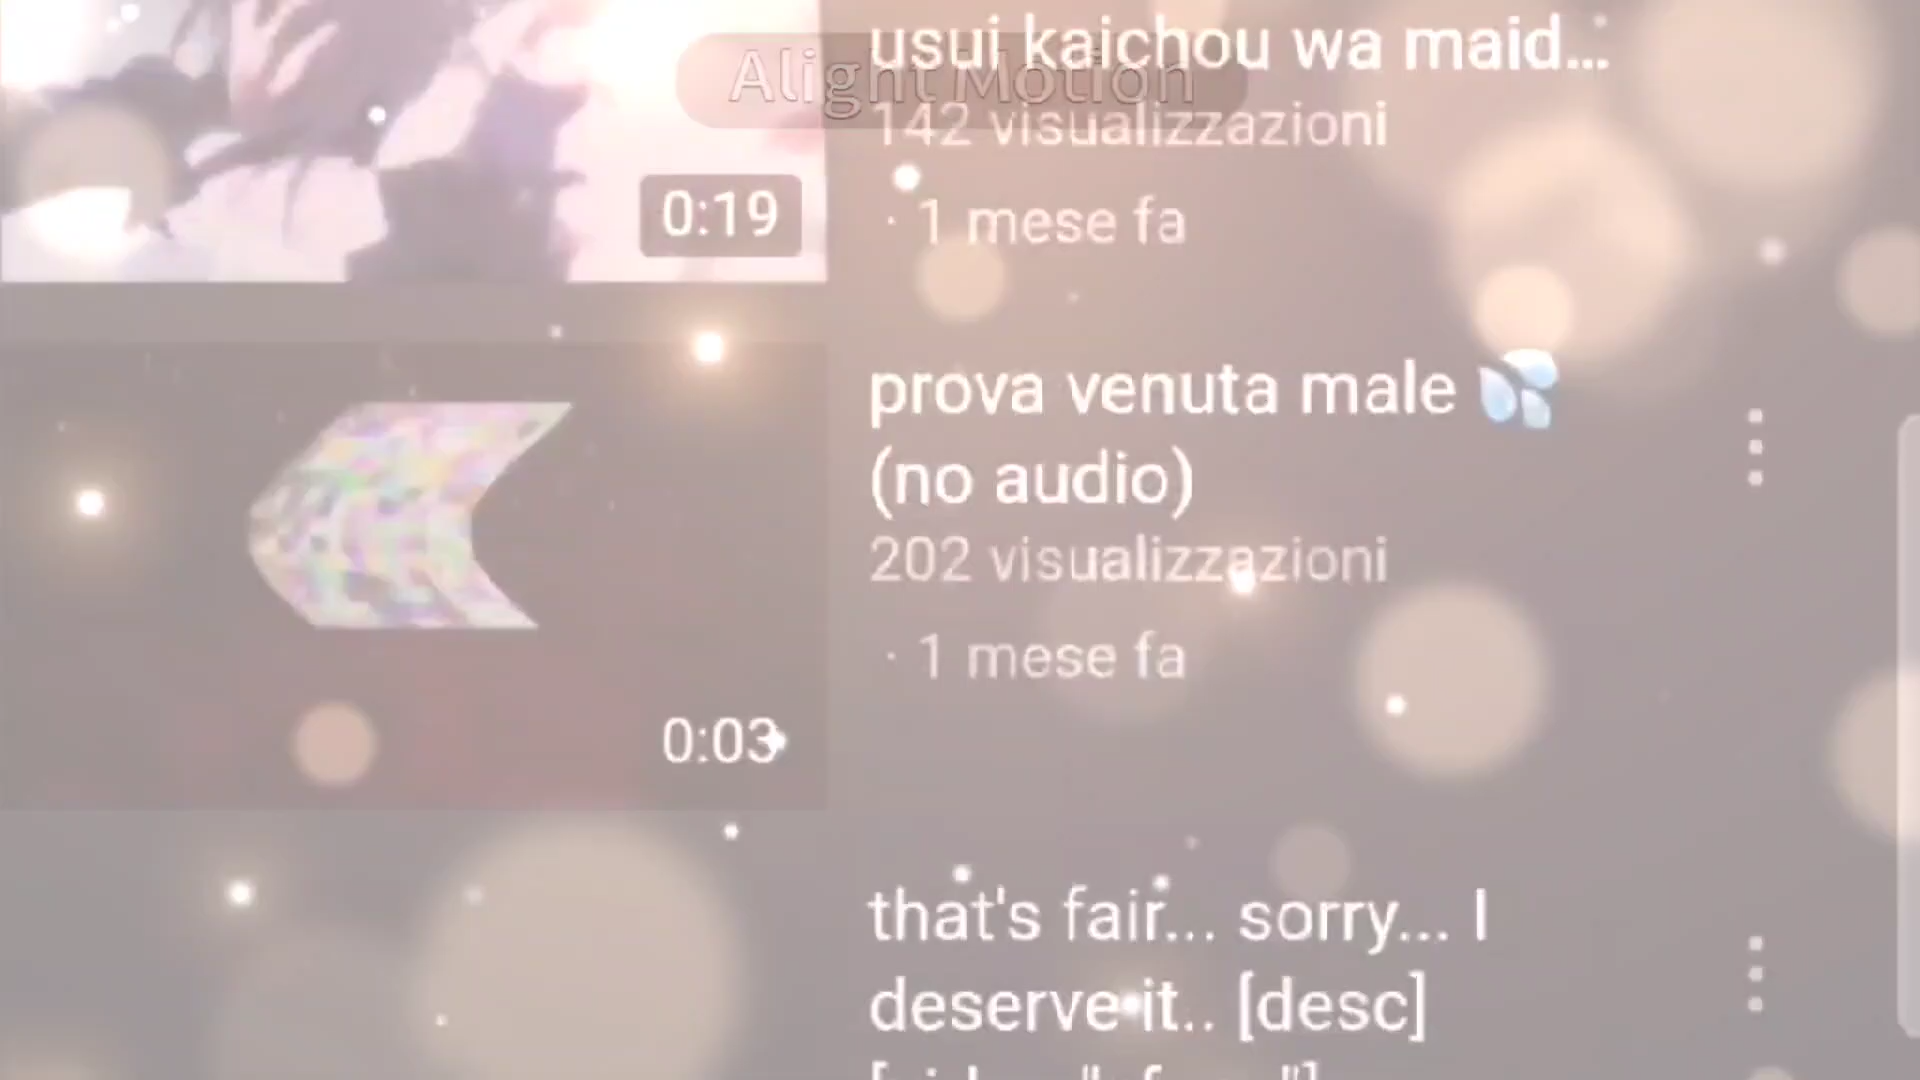 usui kaichou wa maid...
Alight Motion
142 visualizzazioni
0:19
· 1 mese fa
prova venuta male 💦
(no audio)
202 visualizzazioni
· 1 mese fa
0:03
that's fair... sorry... I
deserve it.. [desc]